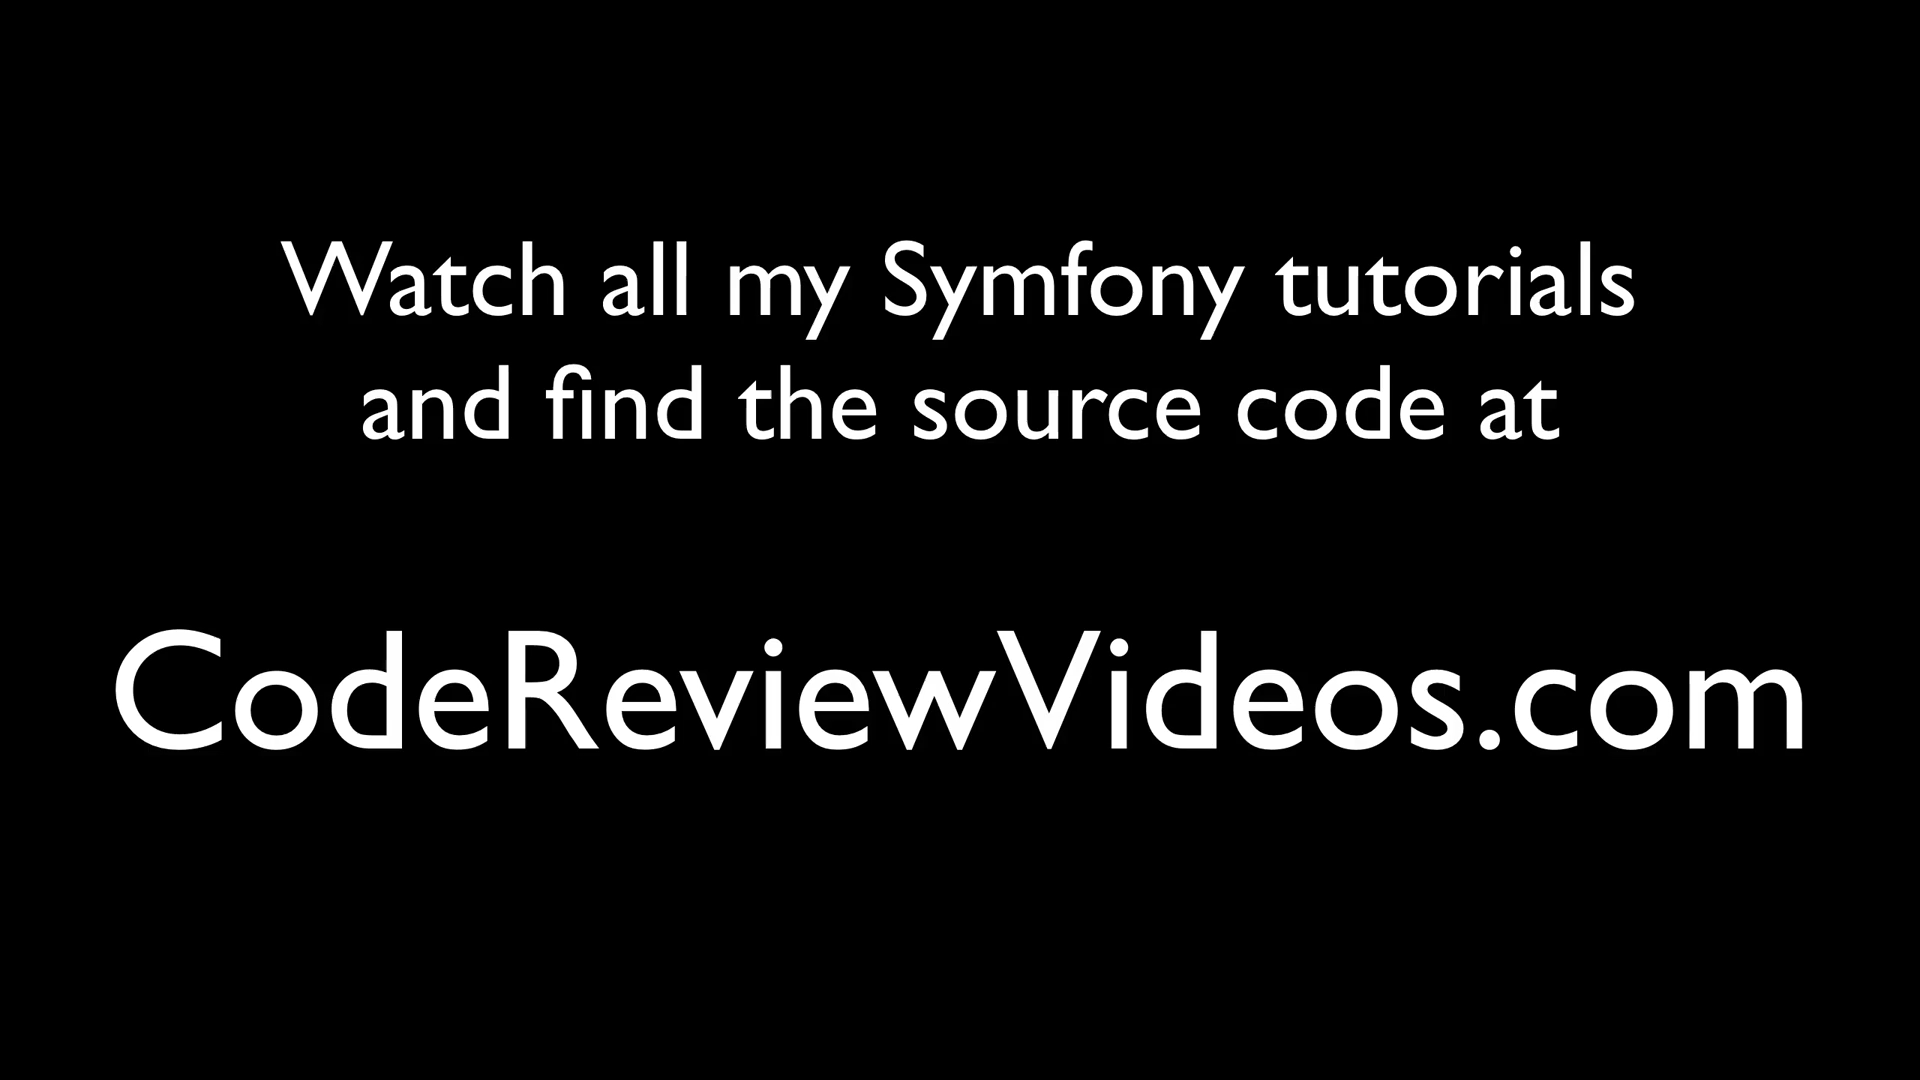 Watch all my Symfony tutorials
and find the source code at
CodeReviewVideos.com